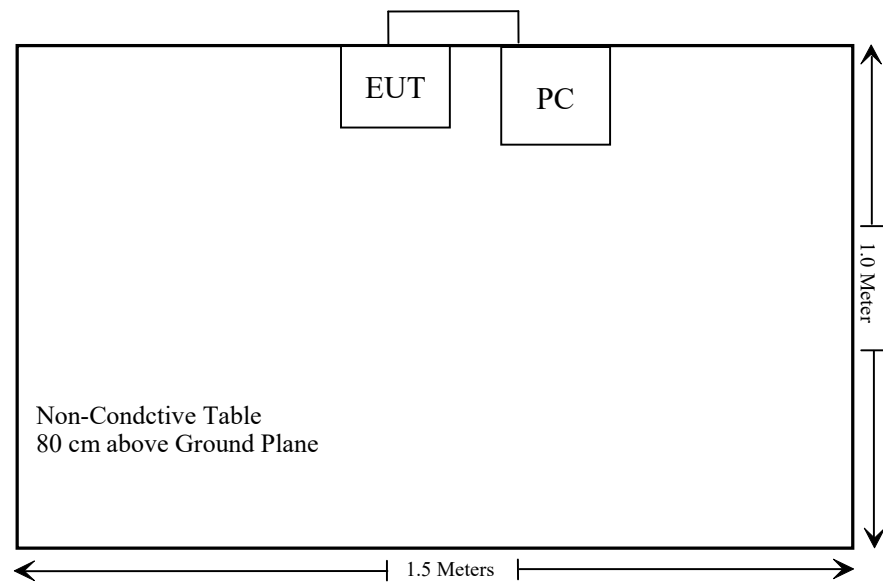 EUT
PC
1.0 Meter
Non-Condctive Table
80 cm above Ground Plane
1.5 Meters